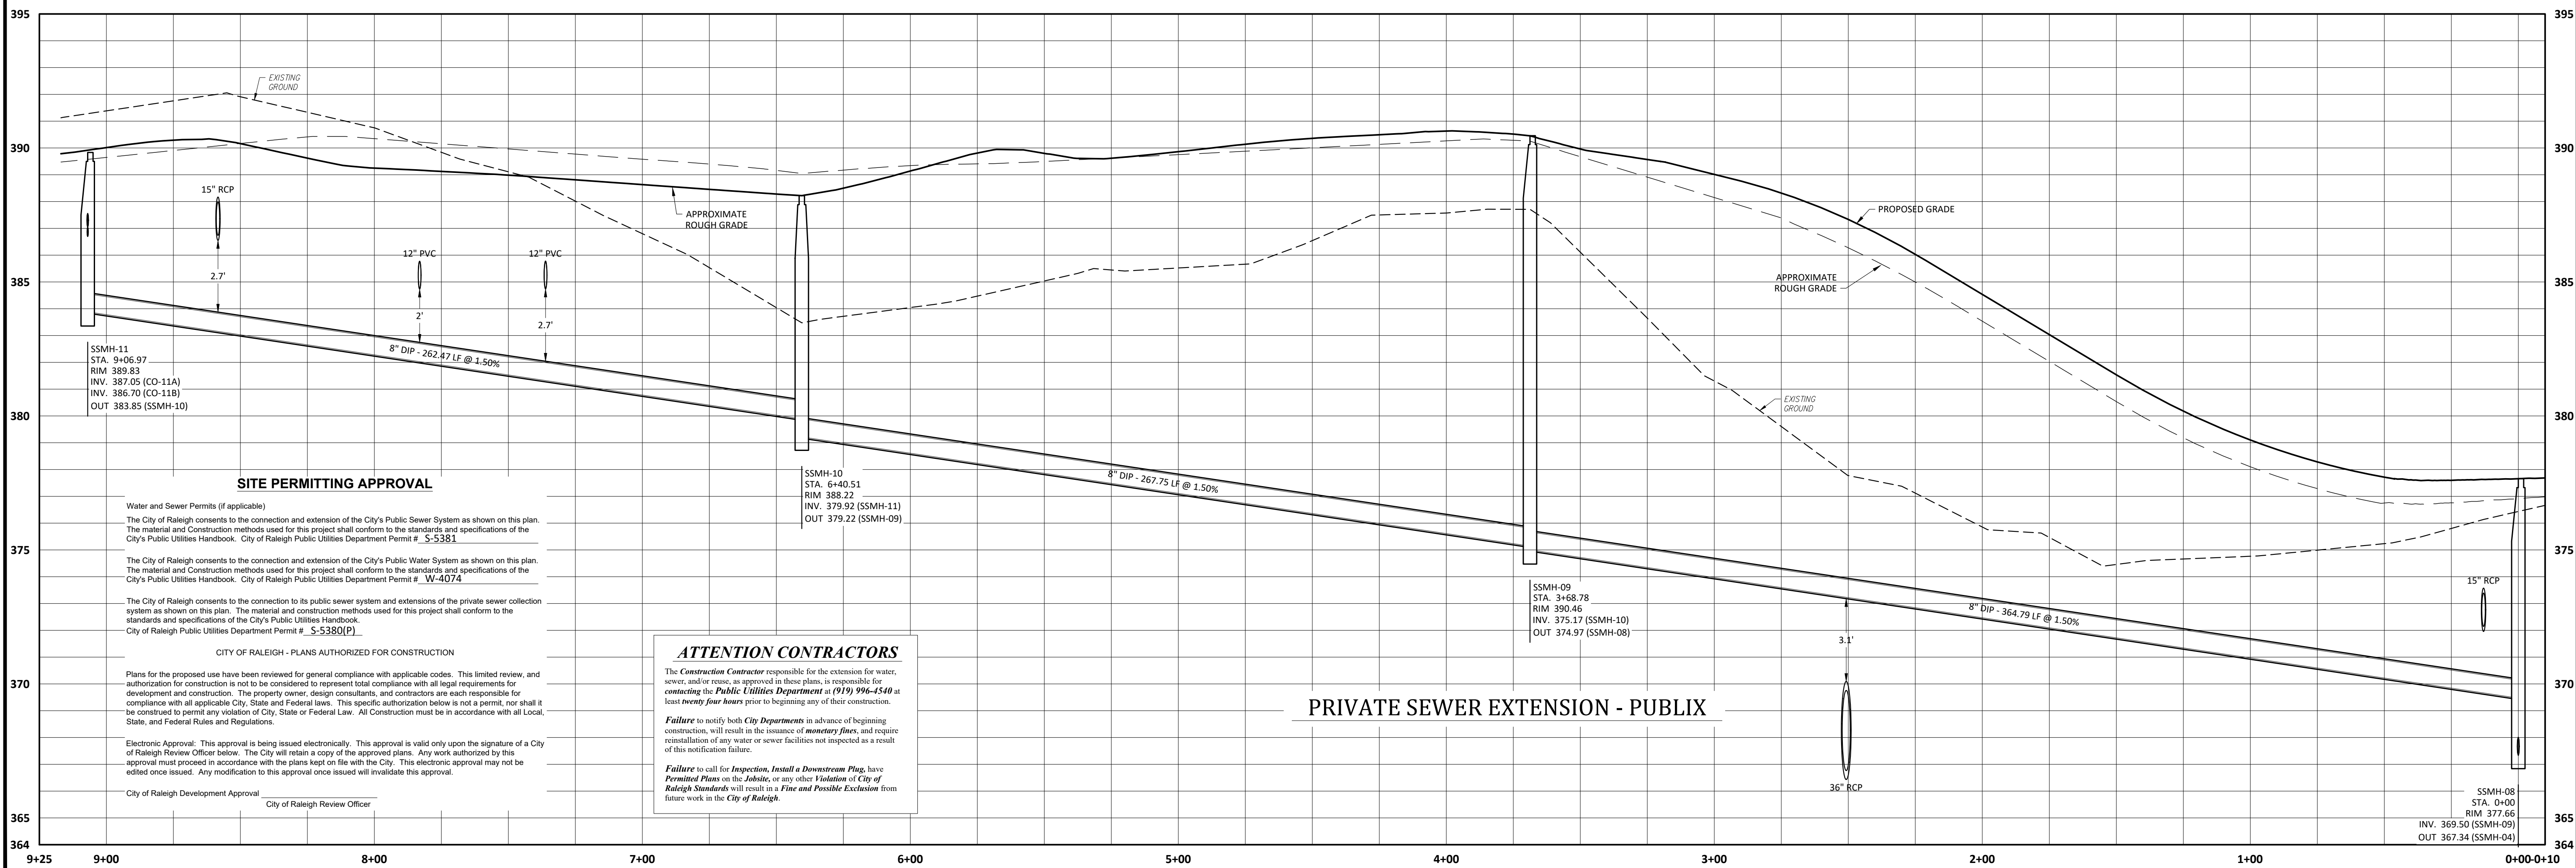 395
395
EXISTING
GROUND
390
390
15" RCP
APPROXIMATE
ROUGH GRADE
PROPOSED GRADE
12" PVC
12" PVC
2.7'
2'
2.7'
APPROXIMATE
ROUGH GRADE
385
385
8" DIP - 262.47 LF @ 1.50%
SSMH-11
STA. 9+06.97
RIM 389.83
INV. 387.05 (CO-11A)
INV. 386.70 (CO-11B)
OUT 383.85 (SSMH-10)
EXISTING
GROUND
380
380
SSMH-10
STA. 6+40.51
RIM 388.22
INV. 379.92 (SSMH-11)
OUT 379.22 (SSMH-09)
8" DIP - 267.75 LF @ 1.50%
SITE PERMITTING APPROVAL
Water and Sewer Permits (if applicable)
The City of Raleigh consents to the connection and extension of the City's Public Sewer System as shown on this plan.
The material and Construction methods used for this project shall conform to the standards and specifications of the
City's Public Utilities Handbook. City of Raleigh Public Utilities Department Permit # S-5381
The City of Raleigh consents to the connection and extension of the City's Public Water System as shown on this plan.
The material and Construction methods used for this project shall conform to the standards and specifications of the
City's Public Utilities Handbook. City of Raleigh Public Utilities Department Permit # W-4074
The City of Raleigh consents to the connection to its public sewer system and extensions of the private sewer collection
system as shown on this plan. The material and construction methods used for this project shall conform to the
standards and specifications of the City's Public Utilities Handbook.
City of Raleigh Public Utilities Department Permit # S-5380(P)
CITY OF RALEIGH - PLANS AUTHORIZED FOR CONSTRUCTION
Plans for the proposed use have been reviewed for general compliance with applicable codes. This limited review, and
authorization for construction is not to be considered to represent total compliance with all legal requirements for
development and construction. The property owner, design consultants, and contractors are each responsible for
compliance with all applicable City, State and Federal laws. This specific authorization below is not a permit, nor shall it
be construed to permit any violation of City, State or Federal Law. All Construction must be in accordance with all Local,
State, and Federal Rules and Regulations.
Electronic Approval: This approval is being issued electronically. This approval is valid only upon the signature of a City
of Raleigh Review Officer below. The City will retain a copy of the approved plans. Any work authorized by this
approval must proceed in accordance with the plans kept on file with the City. This electronic approval may not be
edited once issued. Any modification to this approval once issued will invalidate this approval.
City of Raleigh Development Approval
City of Raleigh Review Officer
375
375
SSMH-09
STA. 3+68.78
RIM 390.46
INV. 375.17 (SSMH-10)
OUT 374.97 (SSMH-08)
15" RCP
8" DIP - 364.79 LF @ 1.50%
3.1'
ATTENTION CONTRACTORS
The Construction Contractor responsible for the extension for water,
sewer, and/or reuse, as approved in these plans, is responsible for
contacting the Public Utilities Department at (919) 996-4540 at
least twenty four hours prior to beginning any of their construction.
Failure to notify both City Departments in advance of beginning
construction, will result in the issuance of monetary fines, and require
reinstallation of any water or sewer facilities not inspected as a result
of this notification failure.
Failure to call for Inspection, Install a Downstream Plug, have
Permitted Plans on the Jobsite, or any other Violation of City of
Raleigh Standards will result in a Fine and Possible Exclusion from
future work in the City of Raleigh.
370
370
PRIVATE SEWER EXTENSION - PUBLIX
36" RCP
SSMH-08
STA. 0+00
RIM 377.66
INV. 369.50 (SSMH-09)
OUT 367.34 (SSMH-04)
365
365
364
364
9+25
9+00
8+00
7+00
6+00
5+00
4+00
3+00
2+00
1+00
0+00
-0+10